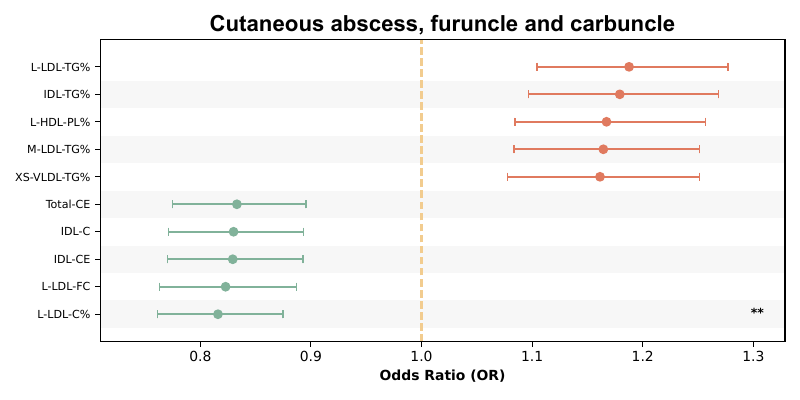 Cutaneous abscess, furuncle and carbuncle
L-LDL-TG%
IDL-TG%
L-HDL-PL%
M-LDL-TG%
XS-VLDL-TG%
Total-CE
IDL-C
IDL-CE
L-LDL-FC
L-LDL-C%
**
0.8 0.9 1.0 1.1 1.2 1.3
Odds Ratio (OR)